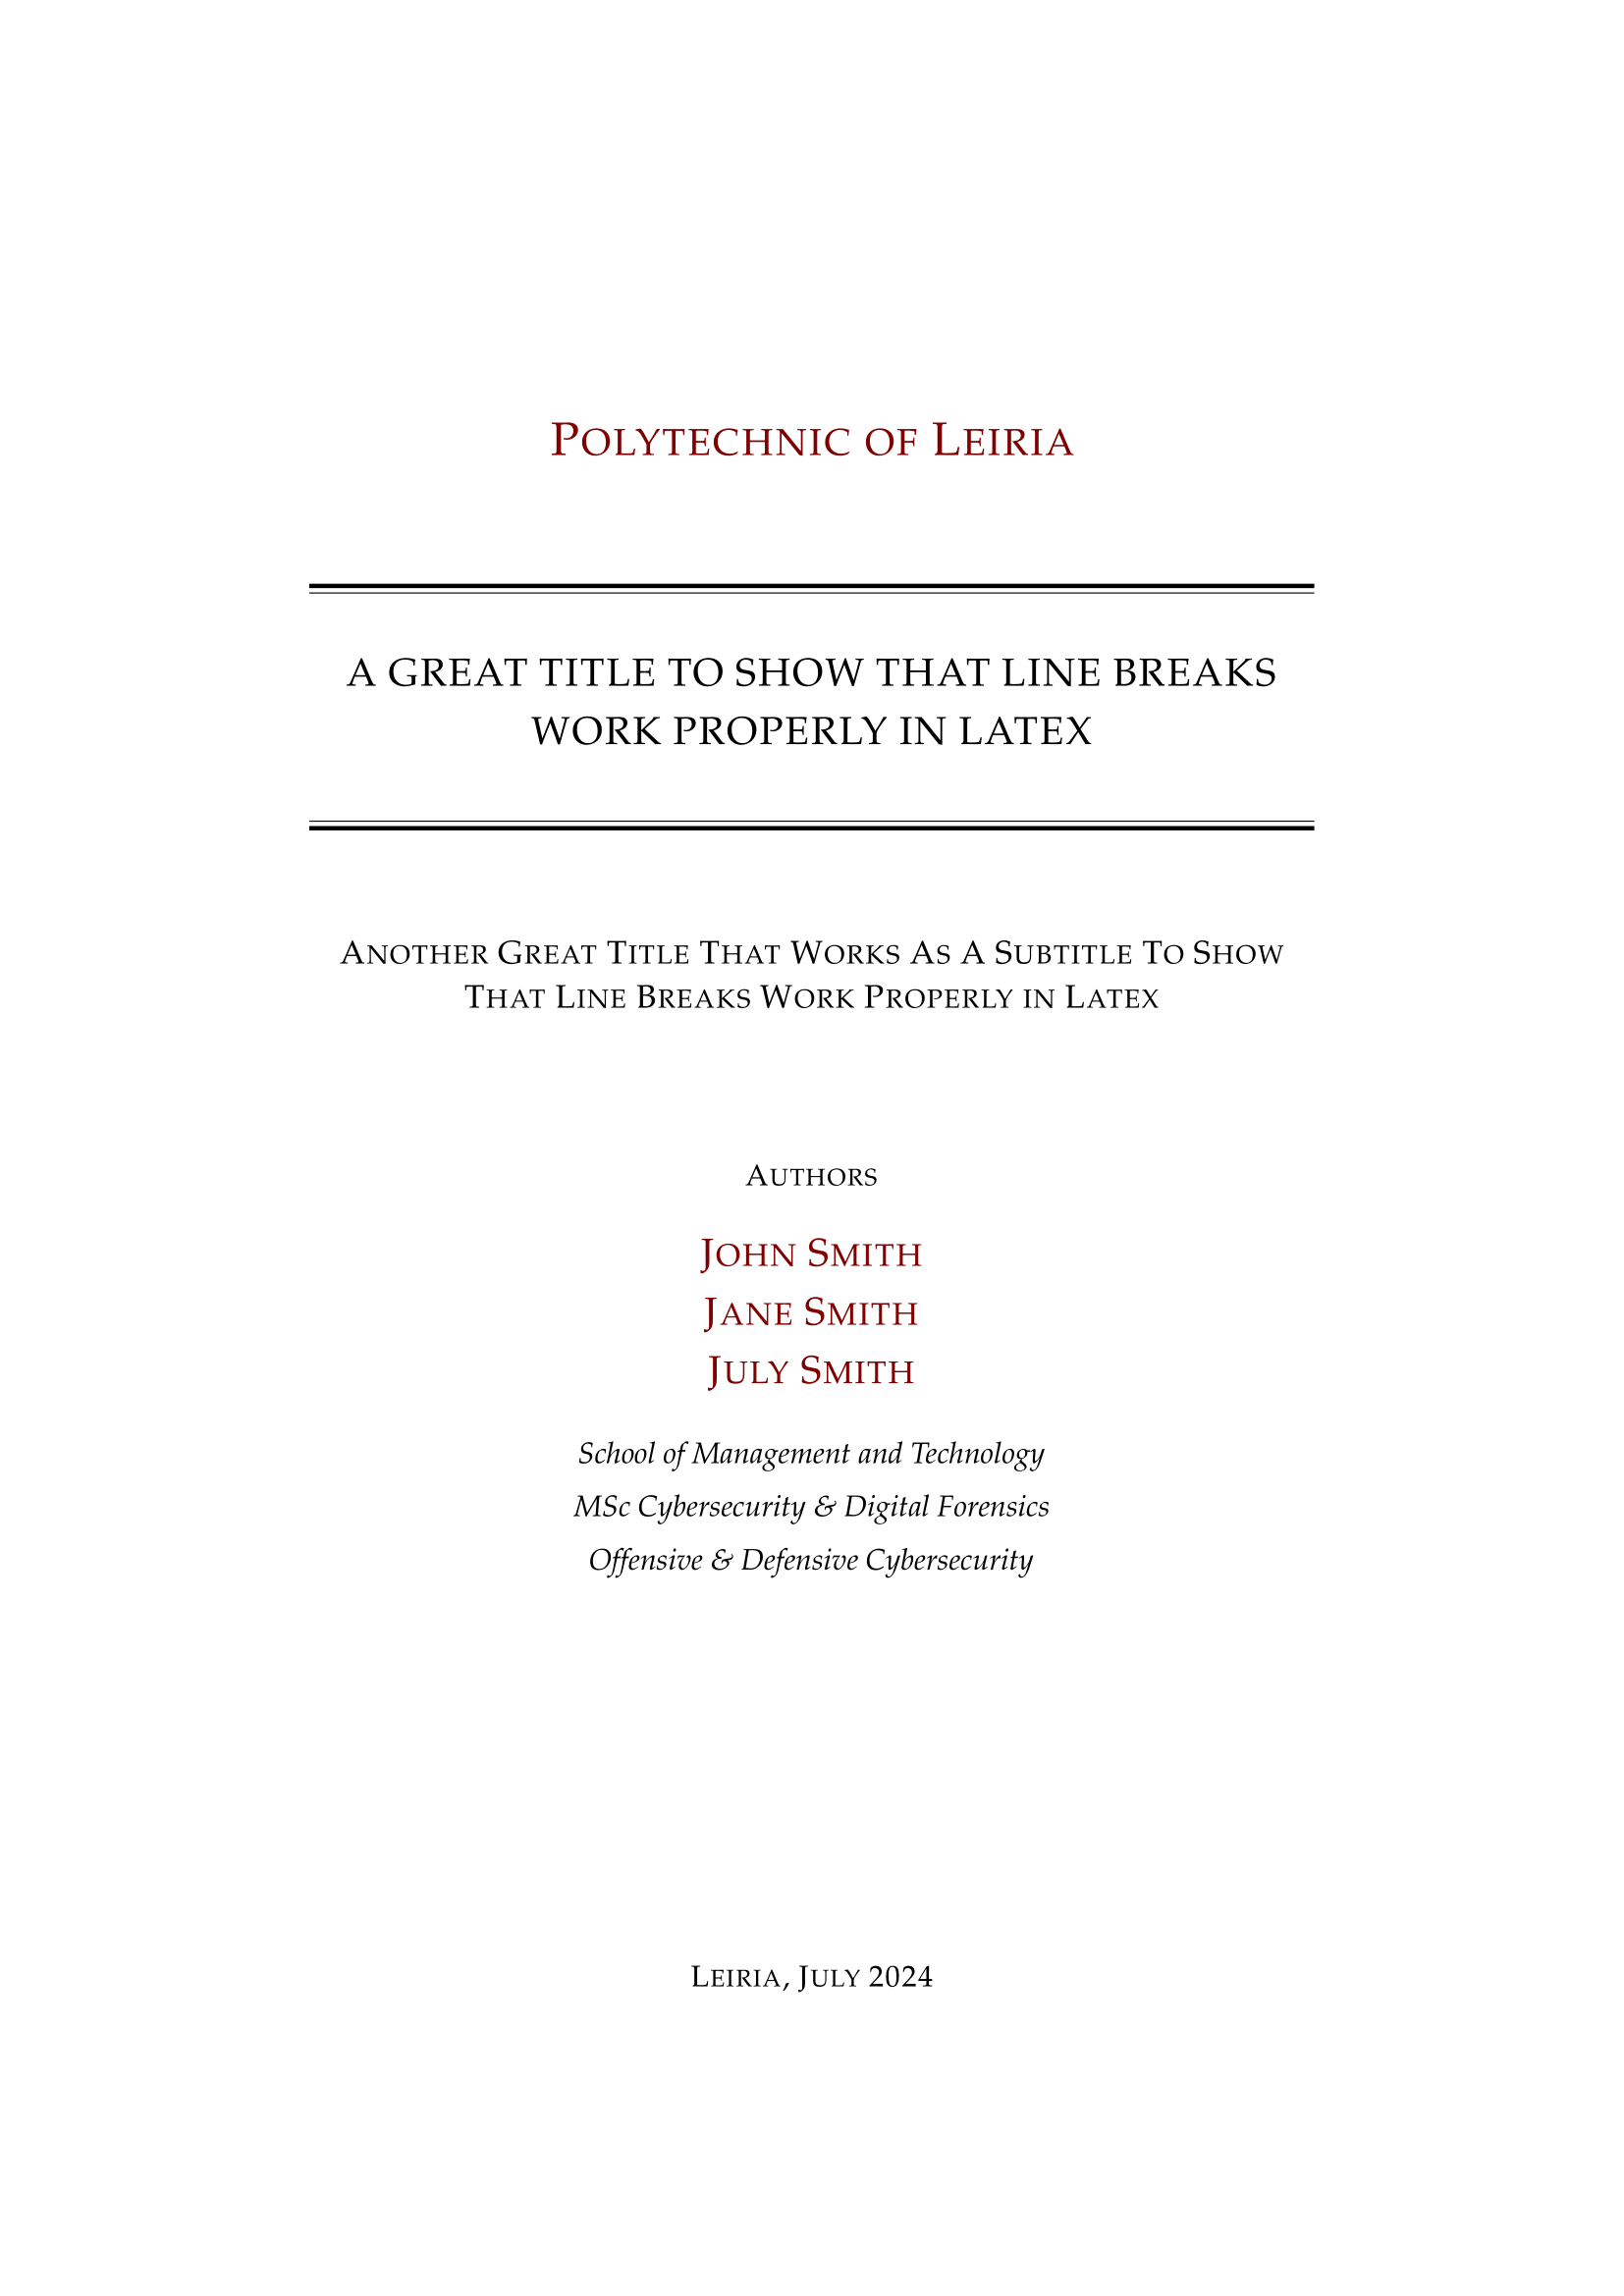 Polytechnic of Leiria
A GREAT TITLE TO SHOW THAT LINE BREAKS
WORK PROPERLY IN LATEX
Another Great Title That Works As A Subtitle To Show
That Line Breaks Work Properly in Latex
Authors
John Smith
Jane Smith
July Smith
School of Management and Technology
MSc Cybersecurity & Digital Forensics
Offensive & Defensive Cybersecurity
Leiria, July 2024